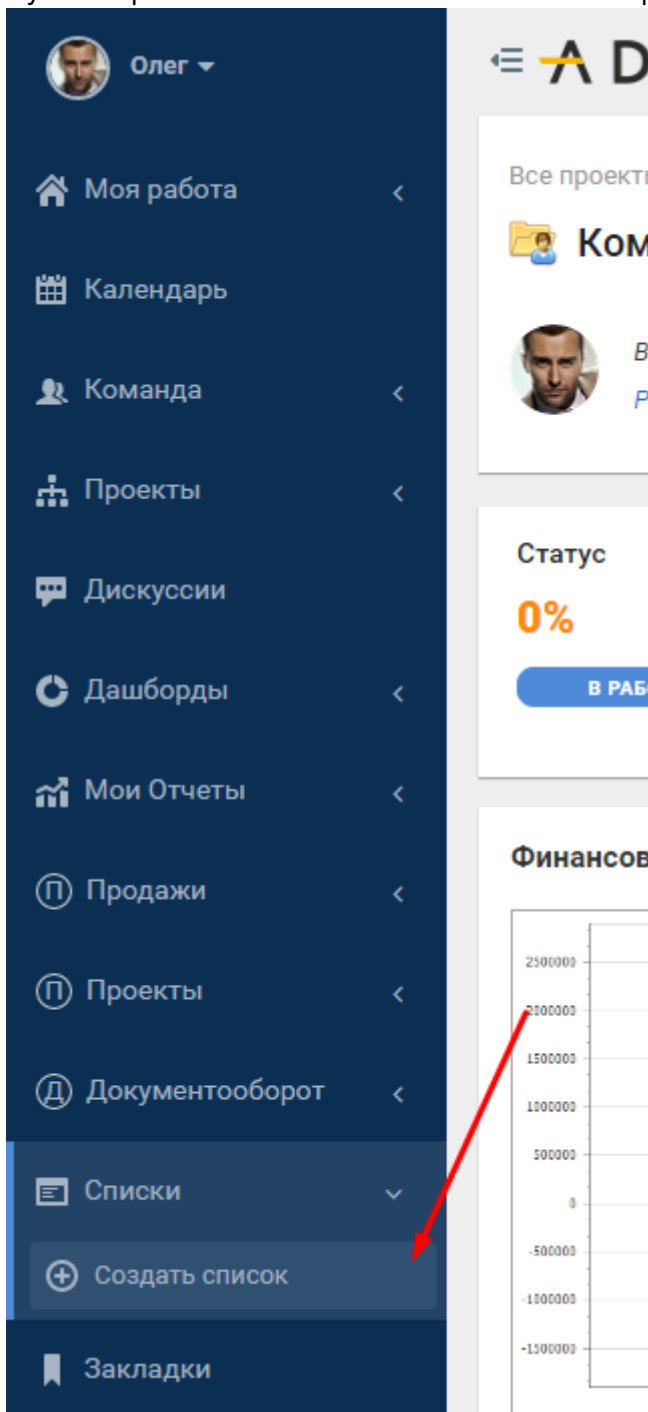 Олег
Моя работа
Календарь
Команда
Проекты
Дискуссии
Дашборды
Мои Отчеты
П Продажи
П Проекты
Д Документооборот
Списки
Создать список
Закладки
A D
Все проекты
Ком
В
Р
Статус
0%
В РАБ
Финансов
2500000
2000000
1500000
1000000
500000
0
-500000
-1000000
-1500000